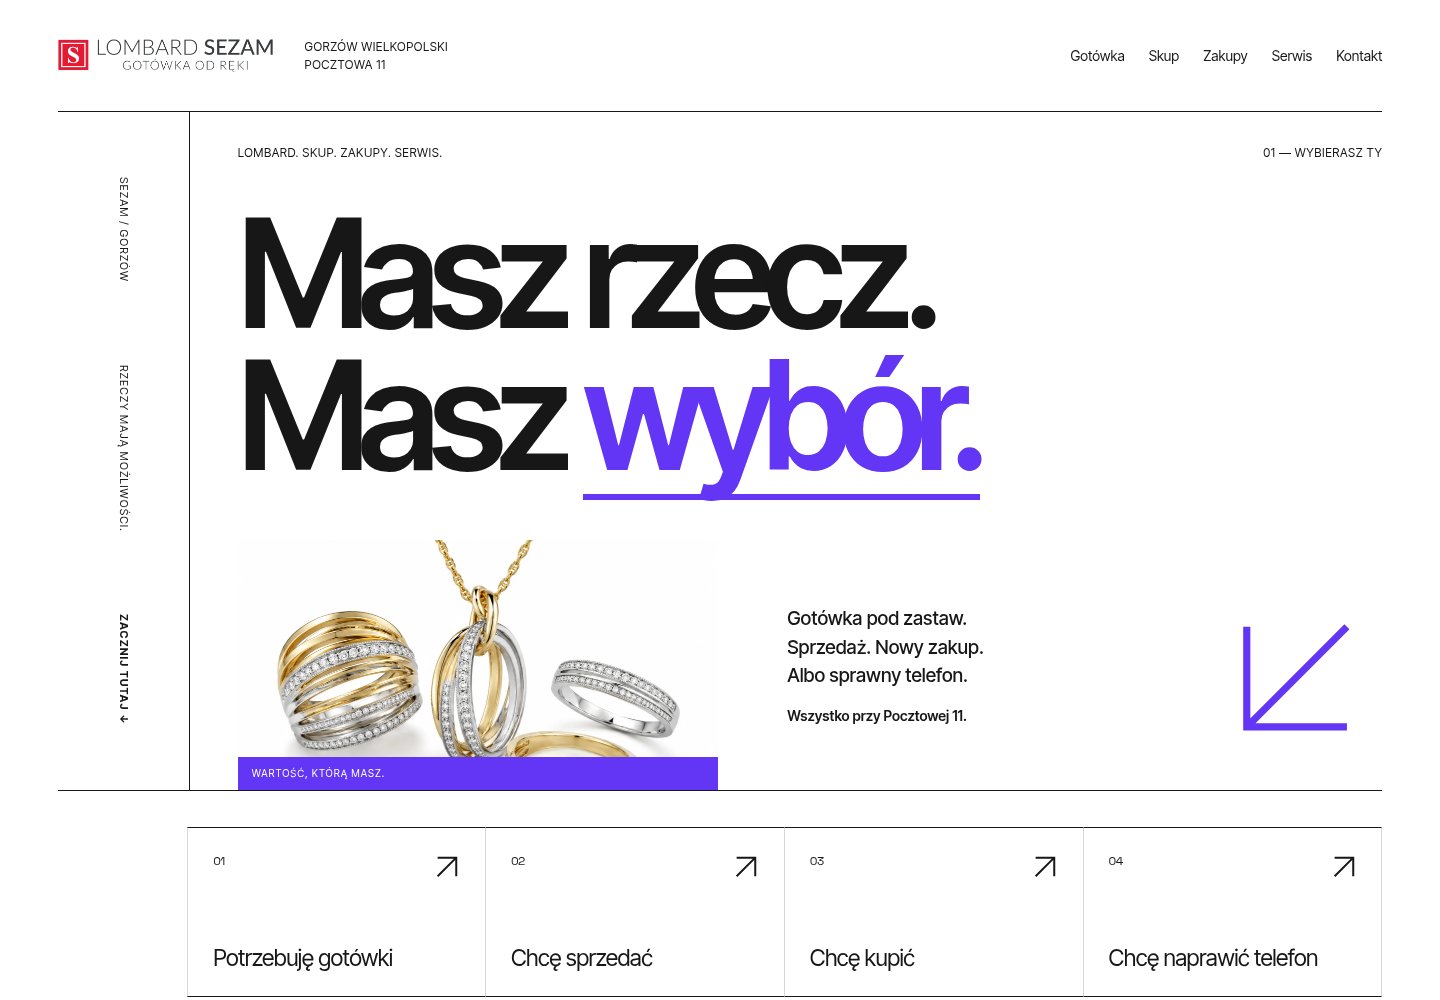 S LOMBARD SEZAM
GOTÓWKA OD RĘKI
GORZÓW WIELKOPOLSKI
POCZTOWA 11
Gotówka Skup Zakupy Serwis Kontakt
SEZAM / GORZÓW
RZECZY MAJĄ MOŻLIWOŚCI.
ZACZNIJ TUTAJ ↓
LOMBARD. SKUP. ZAKUPY. SERWIS.
01 — WYBIERASZ TY
Masz rzecz.
Masz wybór.
WARTOŚĆ, KTÓRĄ MASZ.
Gotówka pod zastaw.
Sprzedaż. Nowy zakup.
Albo sprawny telefon.
Wszystko przy Pocztowej 11.
01
Potrzebuję gotówki
02
Chcę sprzedać
03
Chcę kupić
04
Chcę naprawić telefon